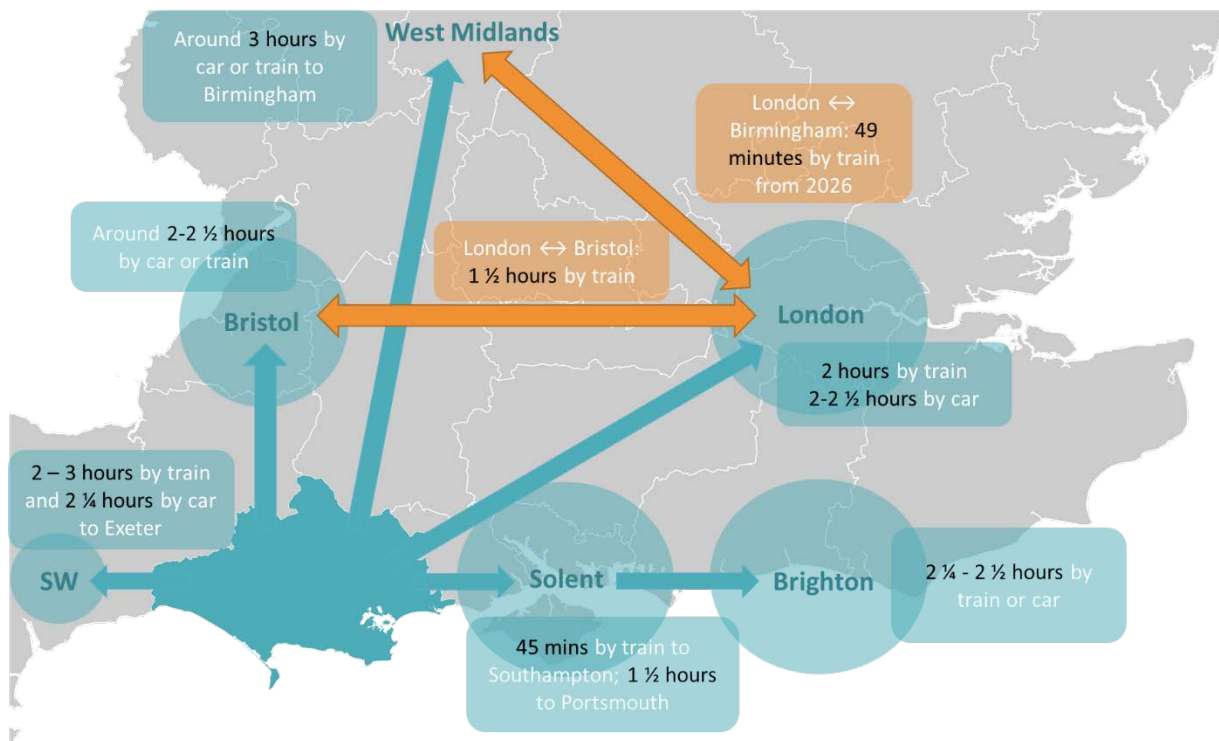 Around 3 hours by
car or train to
Birmingham
West Midlands
London ↔
Birmingham: 49
minutes by train
from 2026
Around 2-2 ½ hours
by car or train
London ↔ Bristol:
1 ½ hours by train
Bristol
London
2 hours by train
2-2 ½ hours by car
2 – 3 hours by train
and 2 ¼ hours by car
to Exeter
SW
Solent
Brighton
2 ¼ - 2 ½ hours by
train or car
45 mins by train to
Southampton; 1 ½ hours
to Portsmouth